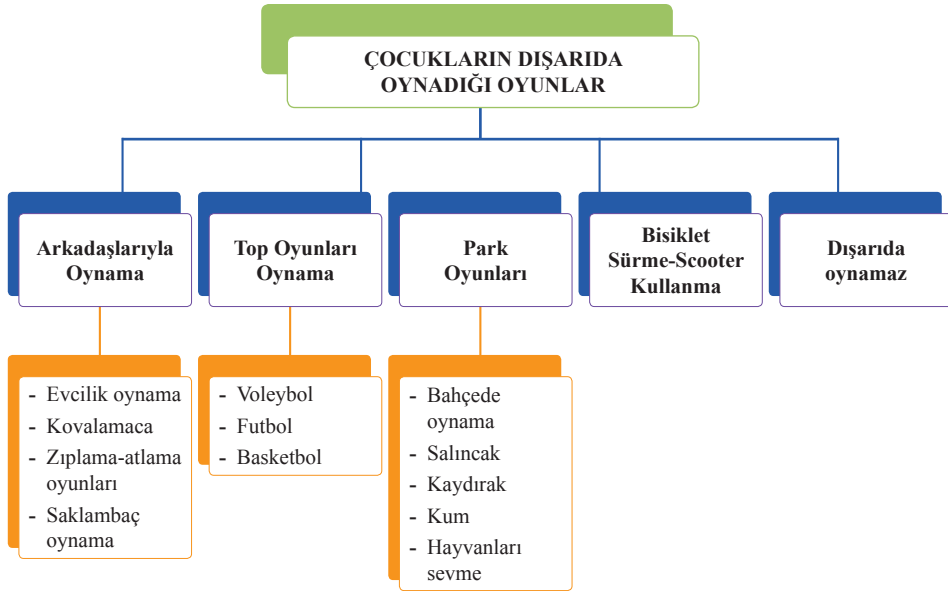 ÇOCUKLARIN DIŞARIDA
OYNADIĞI OYUNLAR
Arkadaşlarıyla
Oynama
Top Oyunları
Oynama
Park
Oyunları
Bisiklet
Sürme-Scooter
Kullanma
Dışarıda
oynamaz
- Evcilik oynama
- Kovalamaca
- Zıplama-atlama
oyunları
- Saklambaç
oynama
- Voleybol
- Futbol
- Basketbol
- Bahçede
oynama
- Salıncak
- Kaydırak
- Kum
- Hayvanları
sevme